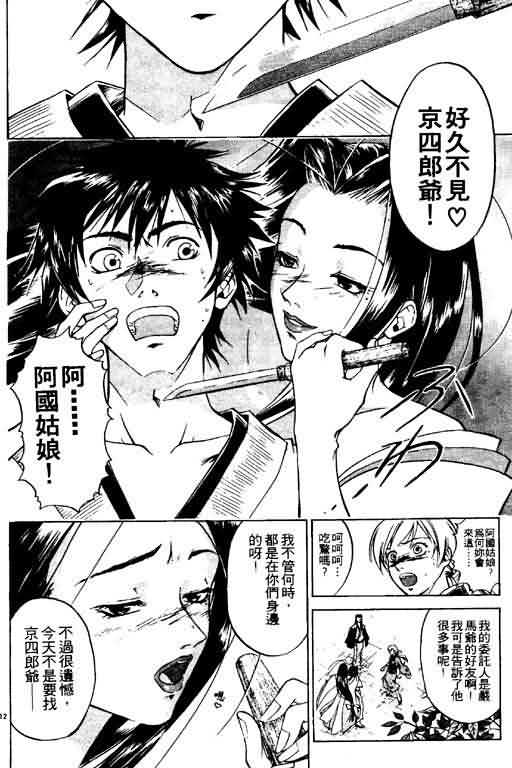 好久不見♡
京四郎爺！
阿……
阿國姑娘！
阿國姑娘？
為何妳會
來這……
呵呵呵…
吃驚嗎？
我的委託人是戲
馬爺的好友啊！
我可是告訴了他
很多事呢！
我不管何時，
都是在你們身邊
的呀！
不過很遺憾，
今天不是要找
京四郎爺——
12